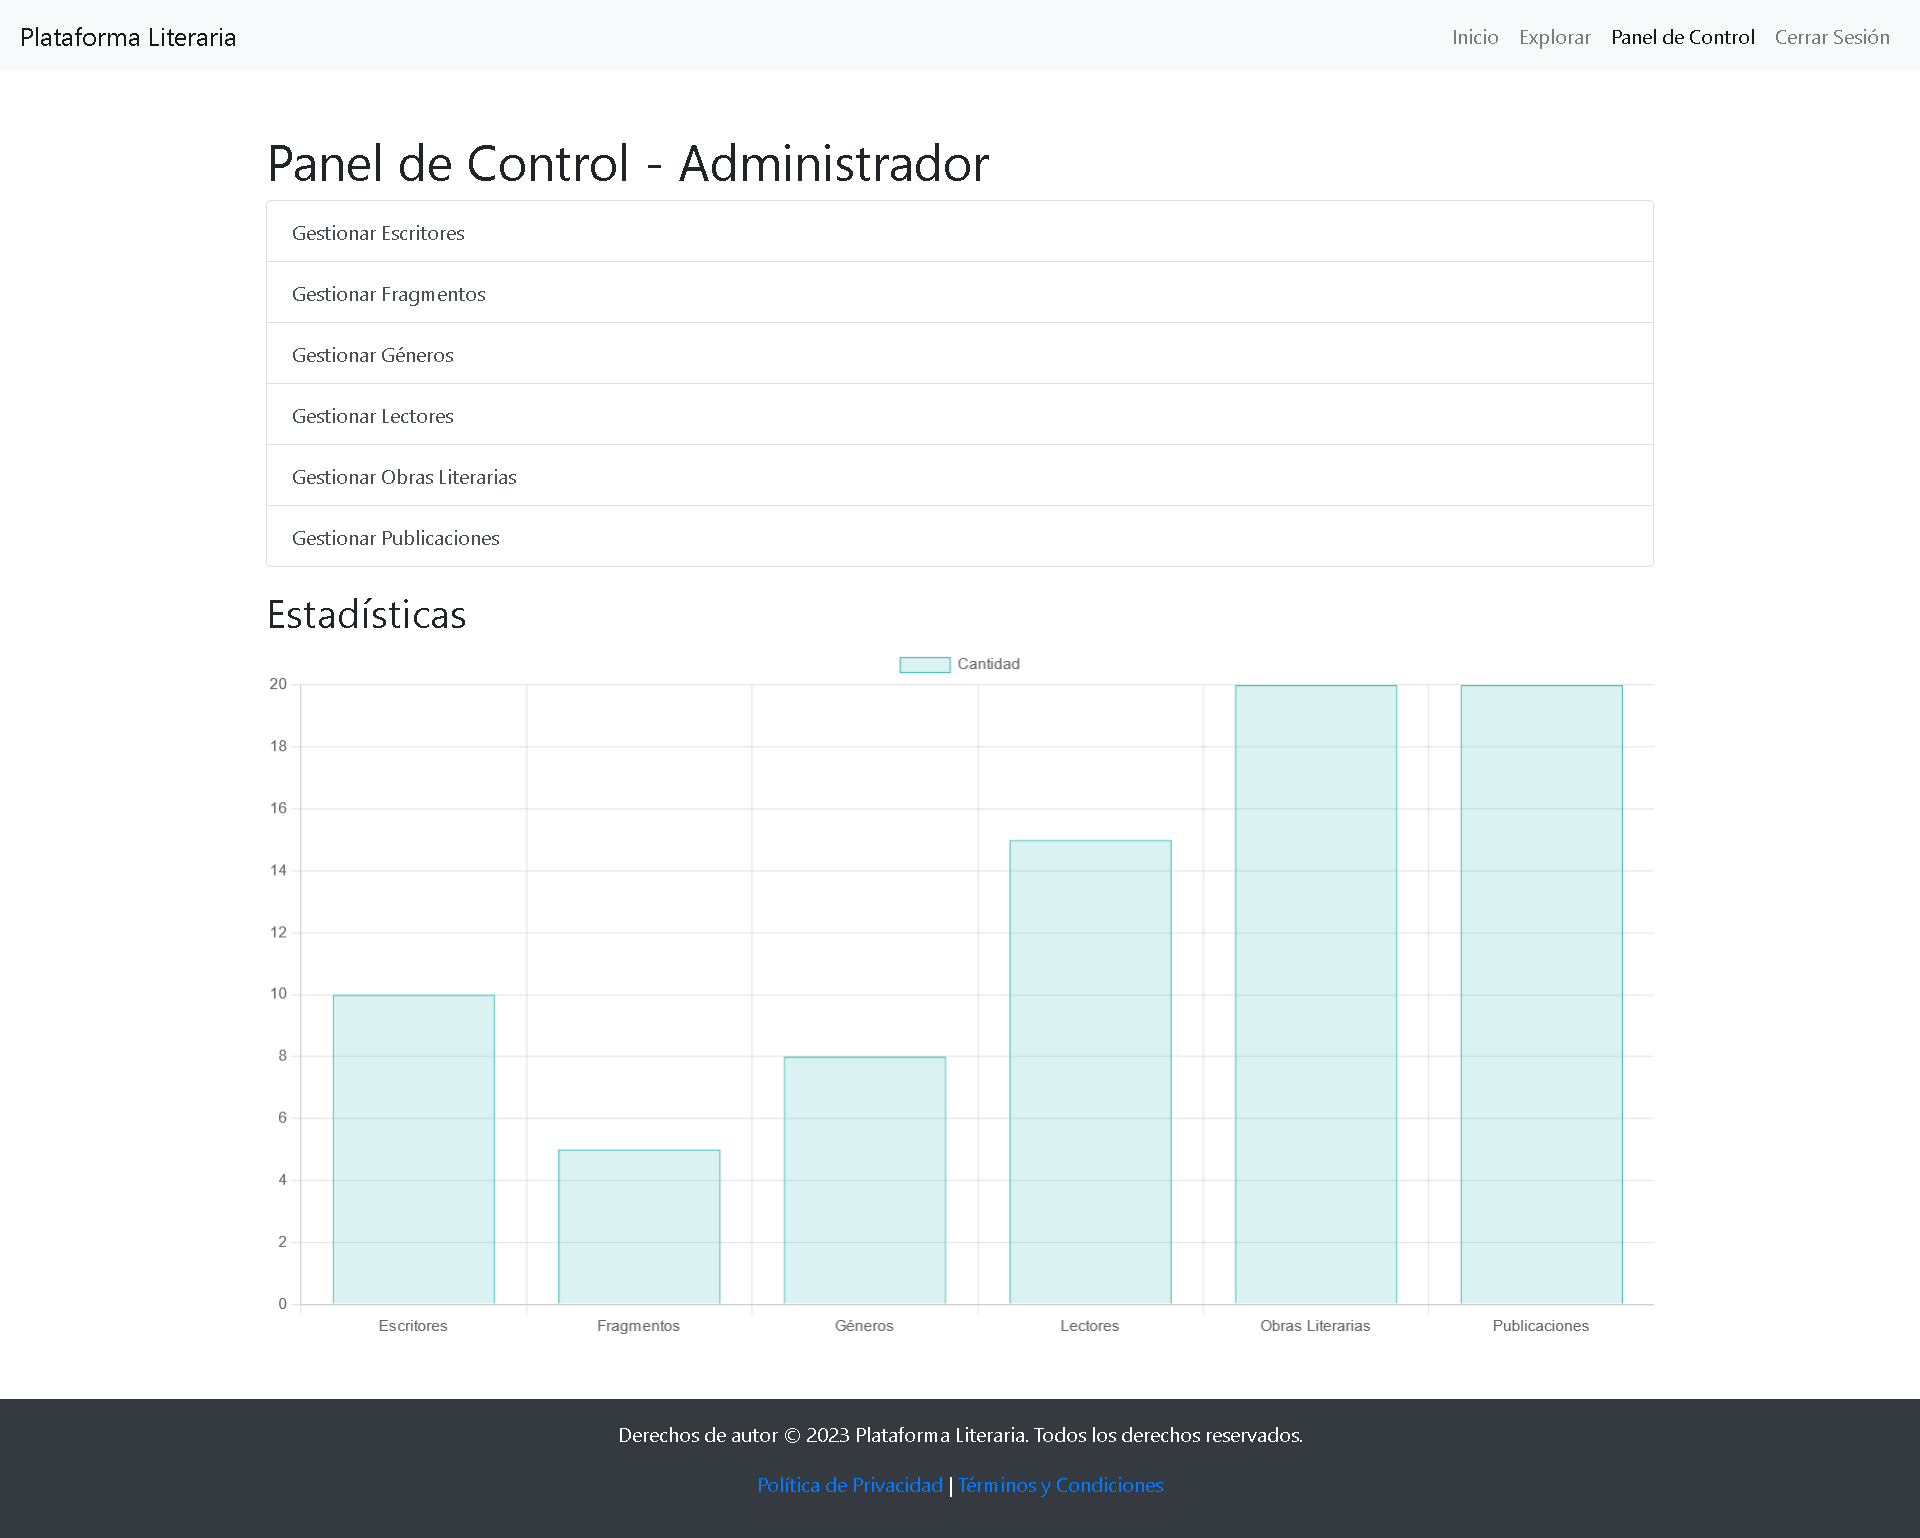 Plataforma Literaria
Inicio Explorar Panel de Control Cerrar Sesión
Panel de Control - Administrador
Gestionar Escritores
Gestionar Fragmentos
Gestionar Géneros
Gestionar Lectores
Gestionar Obras Literarias
Gestionar Publicaciones
Estadísticas
Cantidad
20
18
16
14
12
10
8
6
4
2
0
Escritores Fragmentos Géneros Lectores Obras Literarias Publicaciones
Derechos de autor © 2023 Plataforma Literaria. Todos los derechos reservados.
Política de Privacidad | Términos y Condiciones